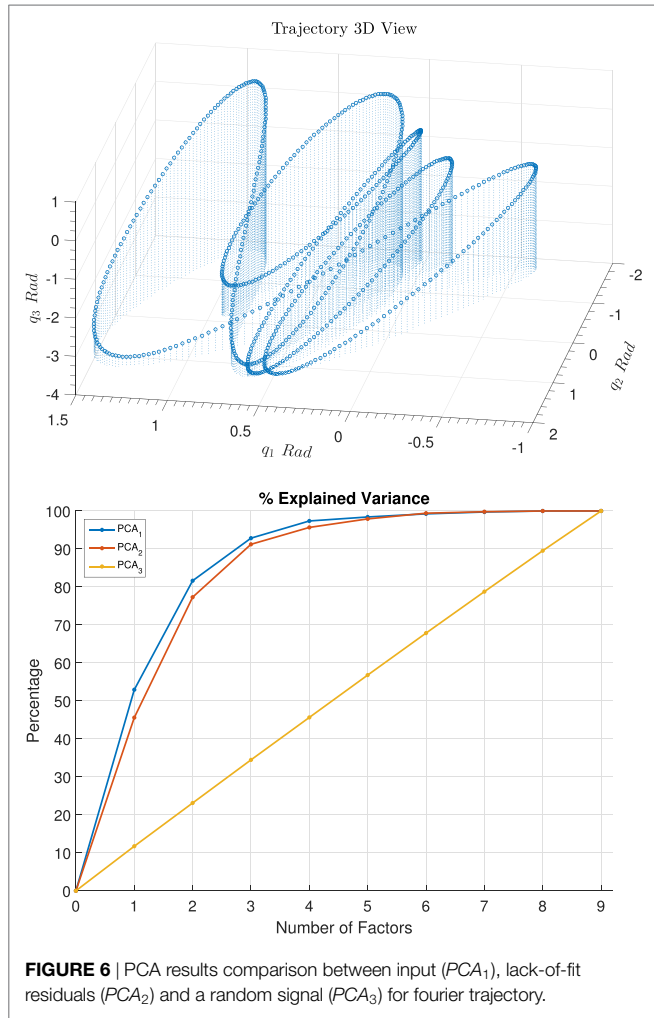 Trajectory 3D View
1
0
-1
-2
-3
-4
q3 Rad
1.5
1
0.5
0
-0.5
-1
q1 Rad
-2
-1
0
1
2
q2 Rad
% Explained Variance
100
90
80
70
60
50
40
30
20
10
0
Percentage
PCA1
PCA2
PCA3
0 1 2 3 4 5 6 7 8 9
Number of Factors
FIGURE 6 | PCA results comparison between input (PCA1), lack-of-fit
residuals (PCA2) and a random signal (PCA3) for fourier trajectory.